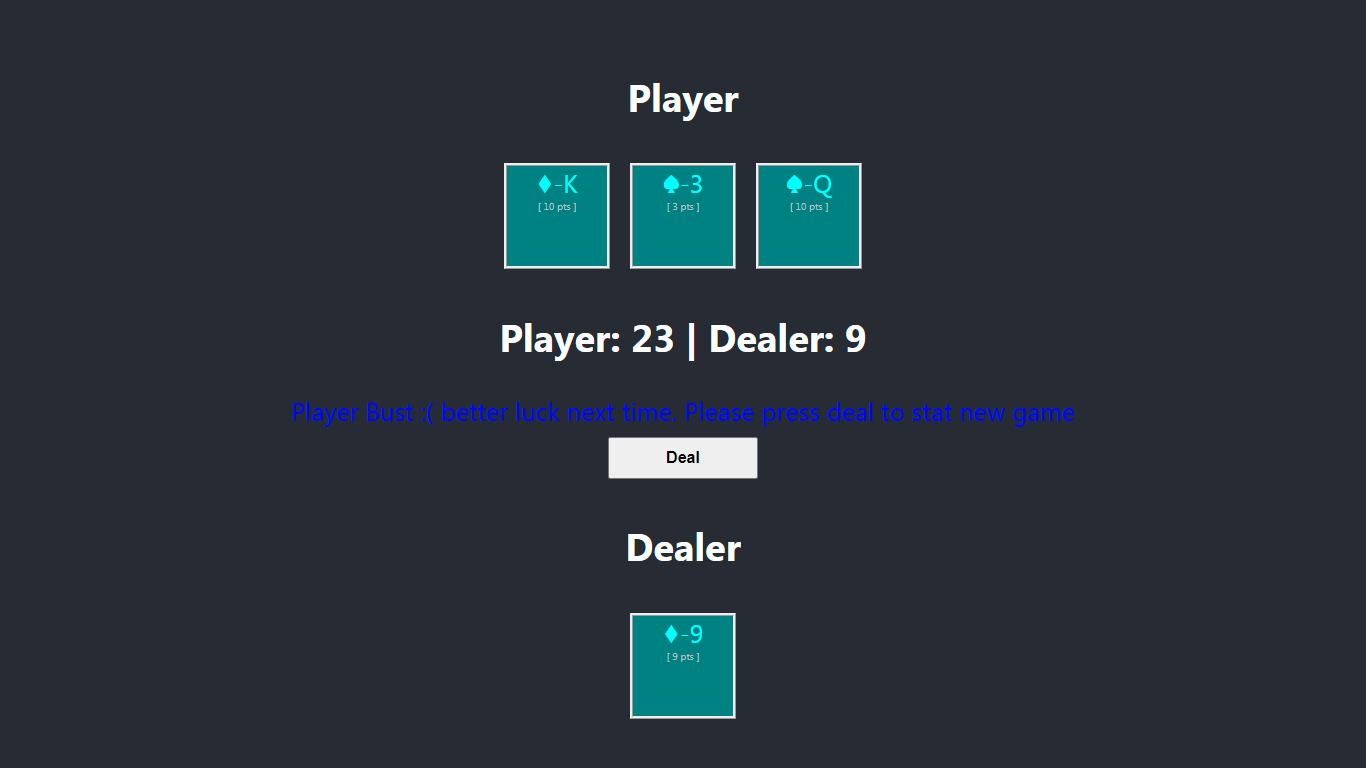 Player
♦-K ♠-3 ♠-Q
[ 10 pts ] [ 3 pts ] [ 10 pts ]
Player: 23 | Dealer: 9
Player Bust :( better luck next time. Please press deal to stat new game
Deal
Dealer
♦-9
[ 9 pts ]